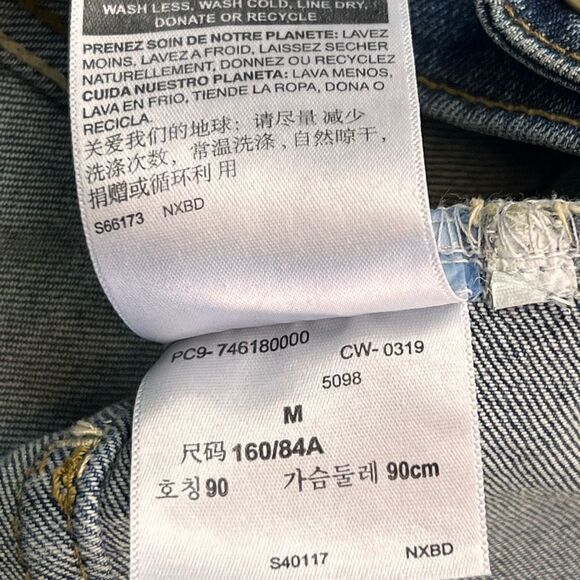 WASH LESS, WASH COLD, LINE DRY,
DONATE OR RECYCLE
PRENEZ SOIN DE NOTRE PLANETE: LAVEZ
MOINS, LAVEZ A FROID, LAISSEZ SECHER
NATURELLEMENT, DONNEZ OU RECYCLEZ
CUIDA NUESTRO PLANETA: LAVA MENOS,
LAVA EN FRIO, TIENDE LA ROPA, DONA O
RECICLA.
关爱我们的地球: 请尽量减少
洗涤次数, 常温洗涤, 自然晾干,
捐赠或循环利用
S66173 NXBD
PC9- 746180000 CW- 0319
5098
M
尺码 160/84A
호칭 90 가슴둘레 90cm
S40117 NXBD